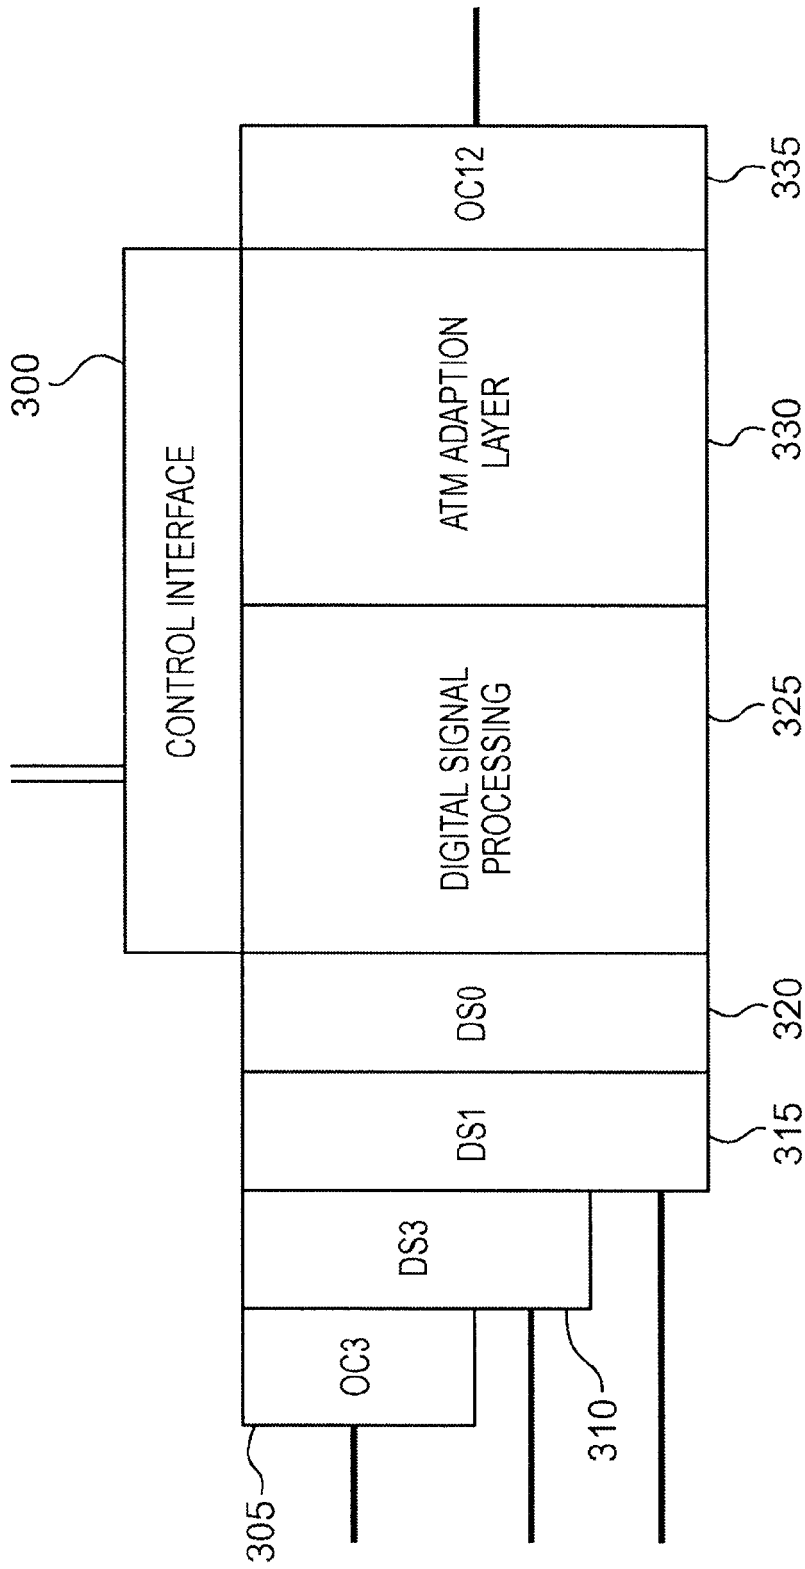 300
CONTROL INTERFACE
305
OC3
DS3
DS1
DS0
DIGITAL SIGNAL
PROCESSING
ATM ADAPTION
LAYER
OC12
310
315
320
325
330
335